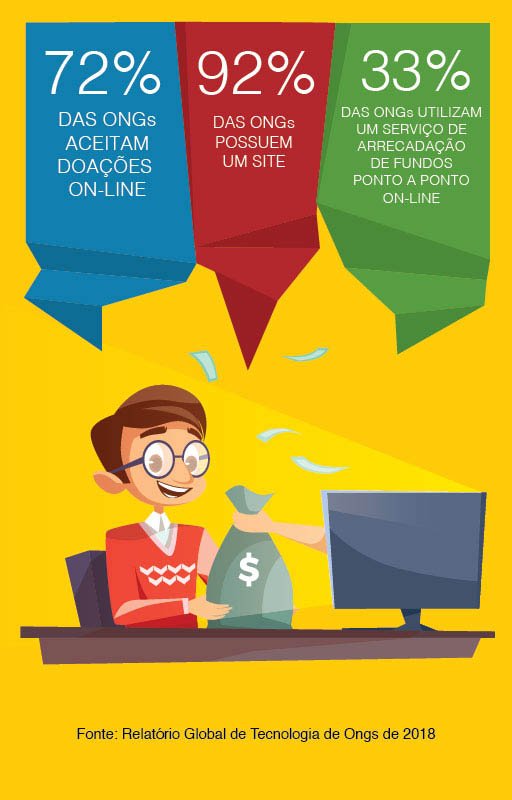 72%
DAS ONGs
ACEITAM
DOAÇÕES
ON-LINE
92%
DAS ONGs
POSSUEM
UM SITE
33%
DAS ONGs UTILIZAM
UM SERVIÇO DE
ARRECADAÇÃO
DE FUNDOS
PONTO A PONTO
ON-LINE
$
Fonte: Relatório Global de Tecnologia de Ongs de 2018